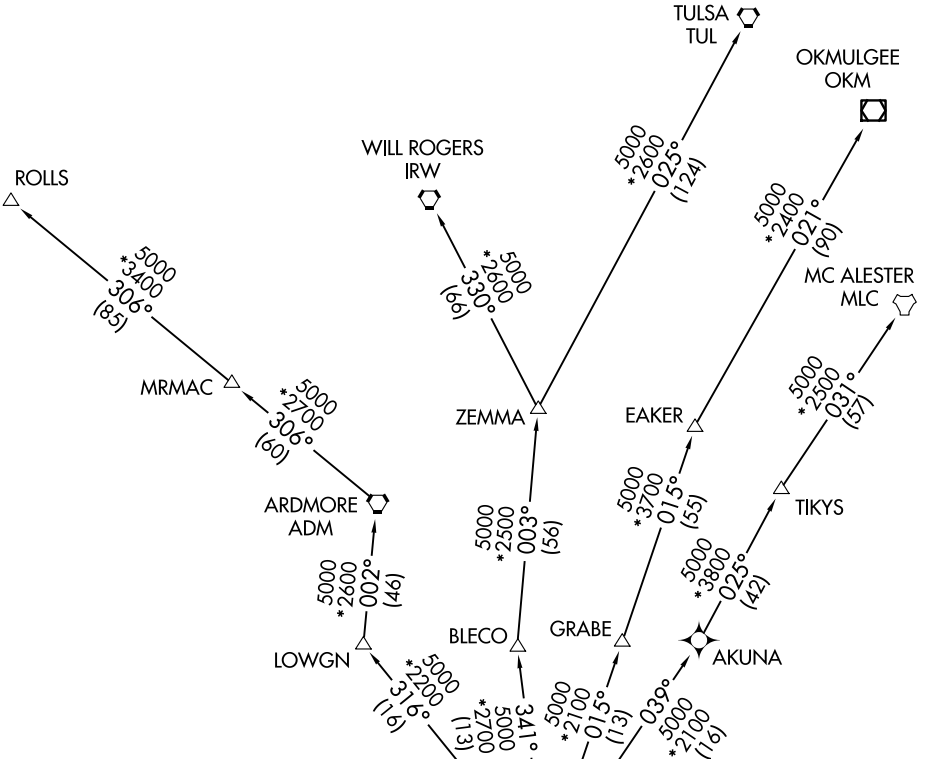 TULSA
TUL
OKMULGEE
OKM
WILL ROGERS
IRW
ROLLS
5000
*2600
025°
(124)
5000
*2400
021°
(90)
5000
*3400
306°
(85)
5000
*2600
330°
(66)
MC ALESTER
MLC
MRMAC
5000
*2700
306°
(60)
ZEMMA
EAKER
5000
*2500
031°
(57)
ARDMORE
ADM
5000
*2500
003°
(56)
5000
*3700
015°
(55)
TIKYS
5000
*2600
002°
(46)
5000
*3800
025°
(42)
LOWGN
BLECO
GRABE
AKUNA
5000
*2200
316°
(16)
341°
5000
*2700
(13)
5000
*2100
015°
(13)
039°
5000
*2100
(16)